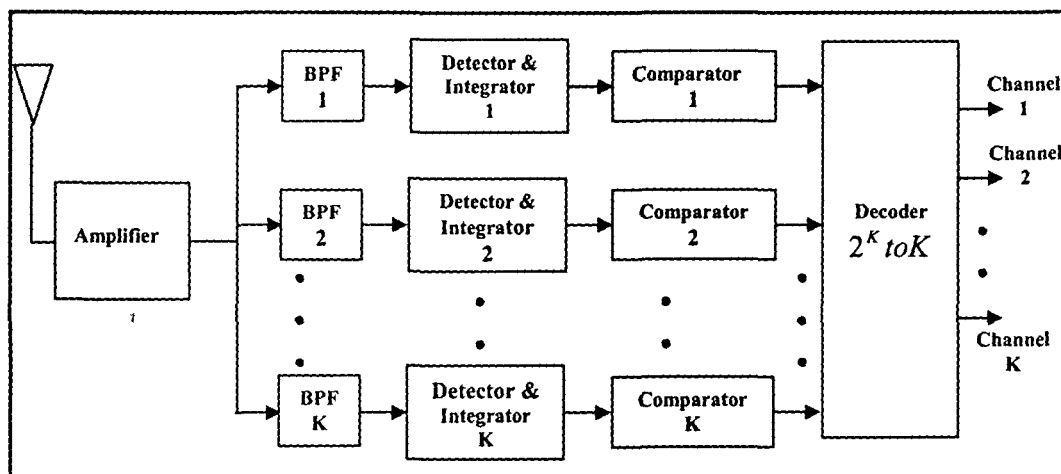 BPF
1
Detector &
Integrator
1
Comparator
1
Channel
1
Amplifier
BPF
2
Detector &
Integrator
2
Comparator
2
Decoder
2^K to K
Channel
2
BPF
K
Detector &
Integrator
K
Comparator
K
Channel
K